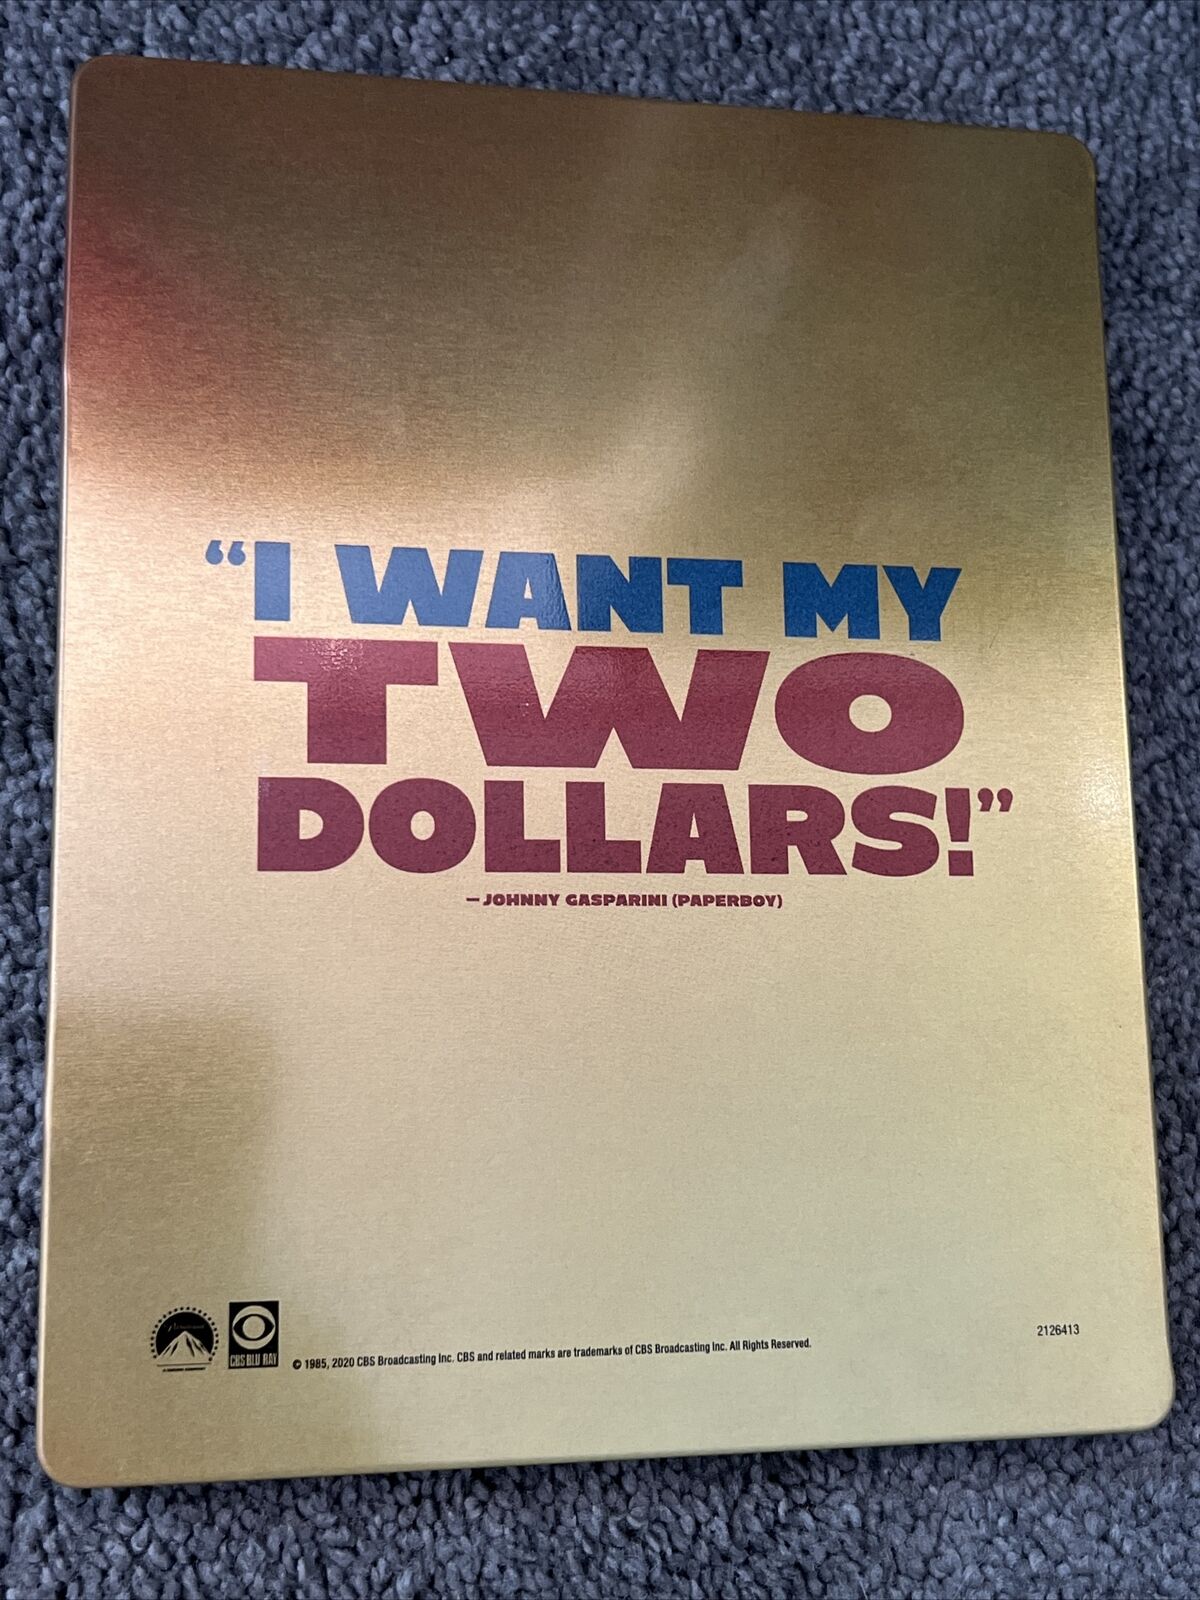 “I WANT MY
TWO
DOLLARS!”
– JOHNNY GASPARINI (PAPERBOY)
2126413
Paramount
CBS BLU RAY
© 1985, 2020 CBS Broadcasting Inc. CBS and related marks are trademarks of CBS Broadcasting Inc. All Rights Reserved.